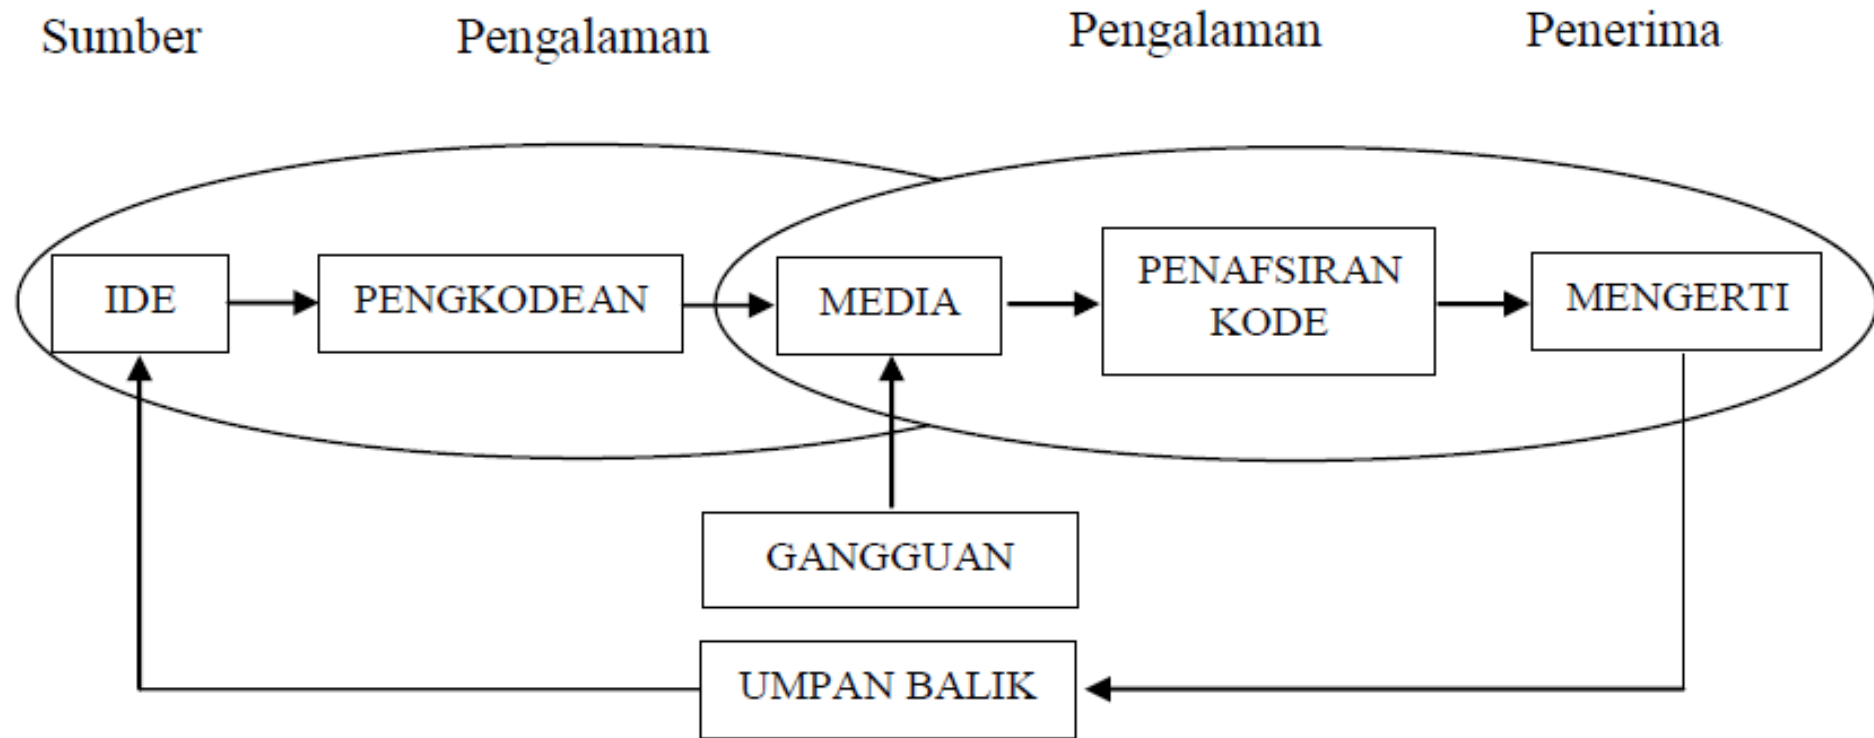 Sumber Pengalaman Pengalaman Penerima
IDE
PENGKODEAN
MEDIA
PENAFSIRAN
KODE
MENGERTI
GANGGUAN
UMPAN BALIK